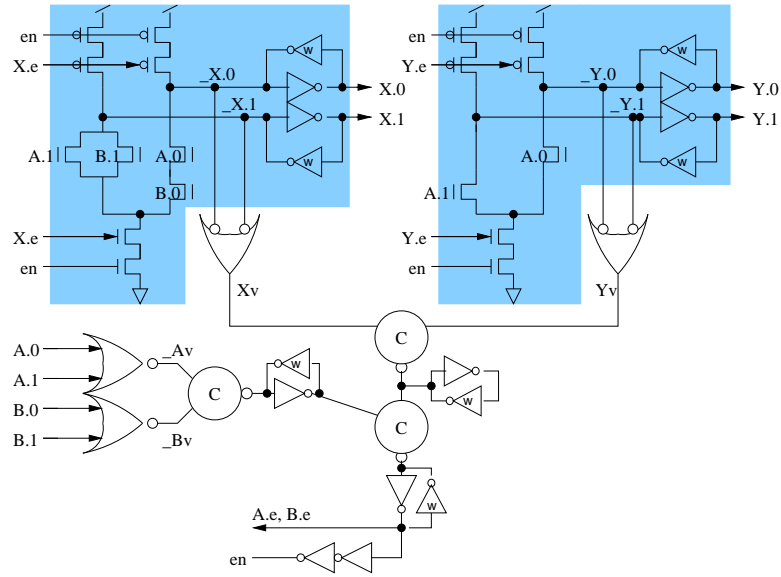 en
en
X.e
Y.e
_X.0
_Y.0
w
w
X.0
Y.0
_X.1
_Y.1
X.1
Y.1
A.1
B.1
A.0
A.0
w
w
B.0
A.1
X.e
Y.e
en
en
Xv
Yv
C
A.0
_Av
A.1
w
C
w
B.0
C
B.1
_Bv
w
A.e, B.e
en